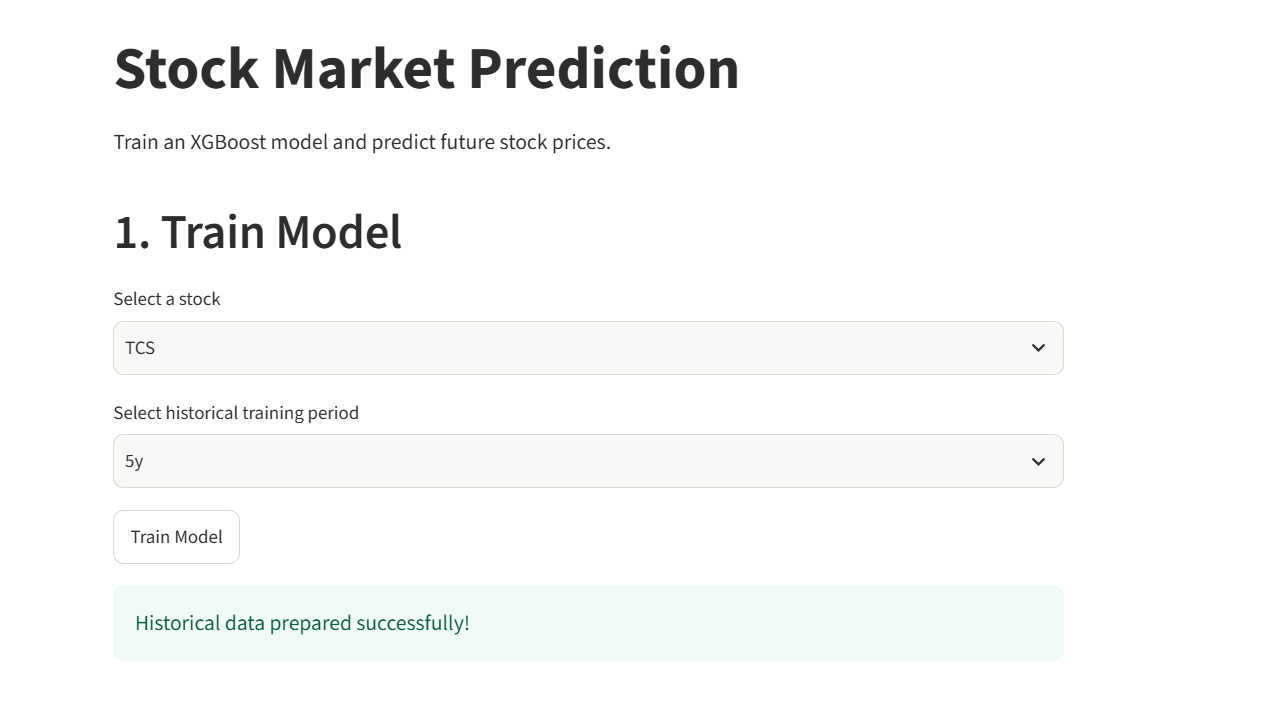 Stock Market Prediction
Train an XGBoost model and predict future stock prices.
1. Train Model
Select a stock
TCS
Select historical training period
5y
Train Model
Historical data prepared successfully!